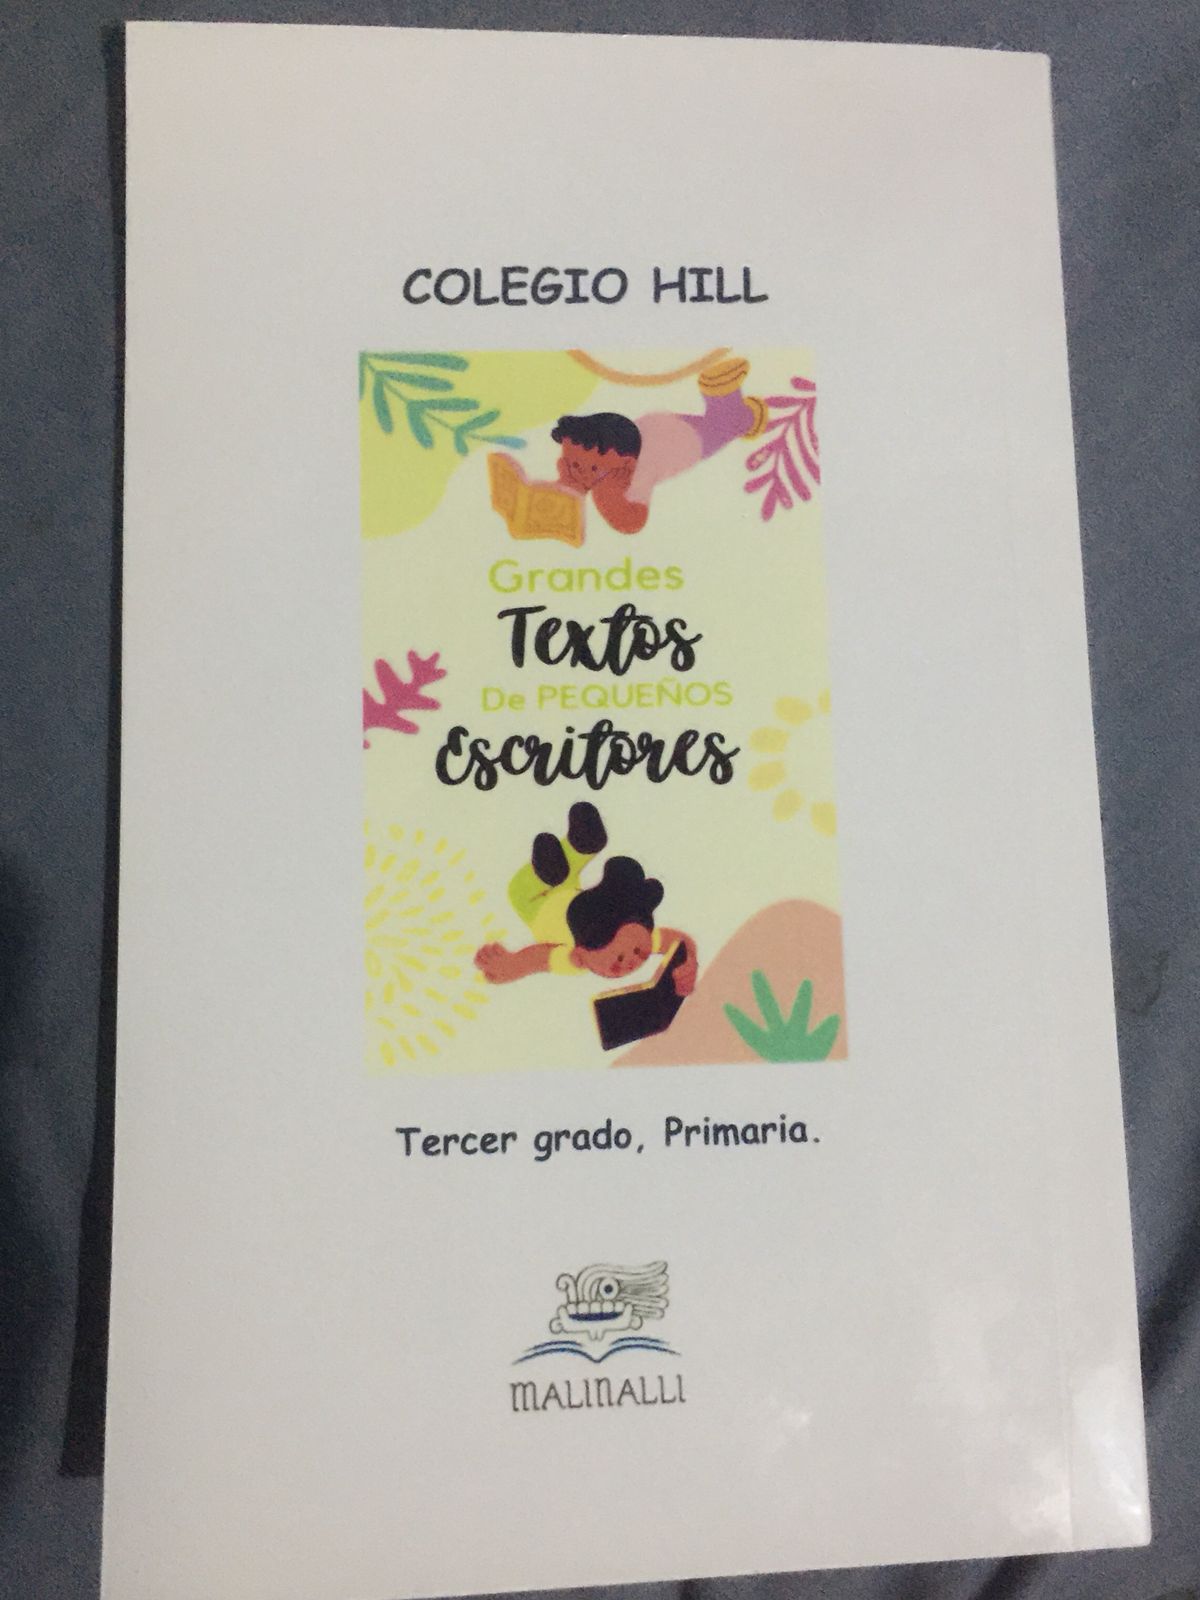 COLEGIO HILL
Grandes
Textos
De PEQUEÑOS
Escritores
Tercer grado, Primaria.
MALINALLI